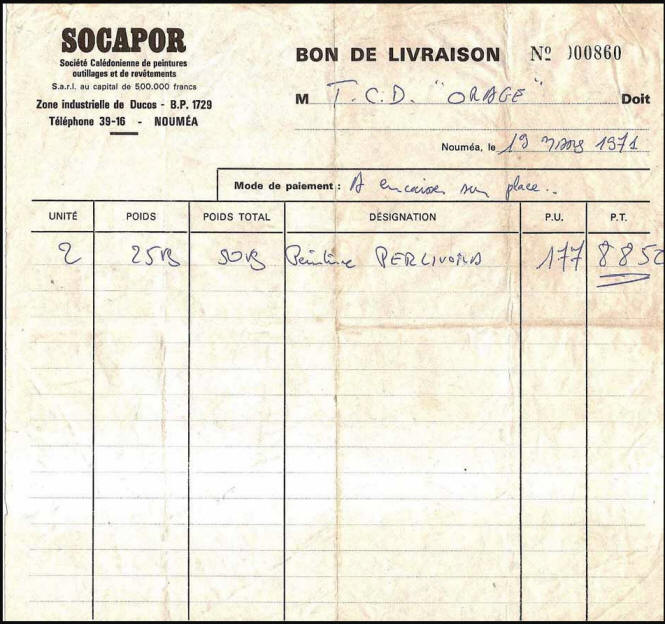 SOCAPOR
Société Calédonienne de peintures
outillages et de revêtements
S.a.r.l. au capital de 500.000 francs
Zone industrielle de Ducos - B.P. 1729
Téléphone 39-16 - NOUMÉA
BON DE LIVRAISON Nº 000860
M T.C.D. "ORAGE" Doit
Nouméa, le 19 mars 1971
Mode de paiement : A encaisser sur place..
UNITÉ POIDS POIDS TOTAL DÉSIGNATION P.U. P.T.
2 25 50 Peinture 177 8850